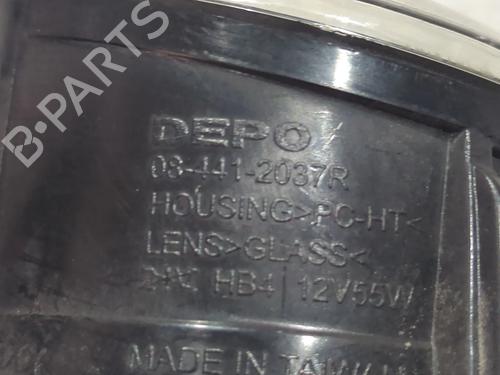 DEPO
08-441-2037R
HOUSING>PC-HT<
LENS>GLASS<
HB4 12V55W
MADE IN TAIWAN
B-PARTS